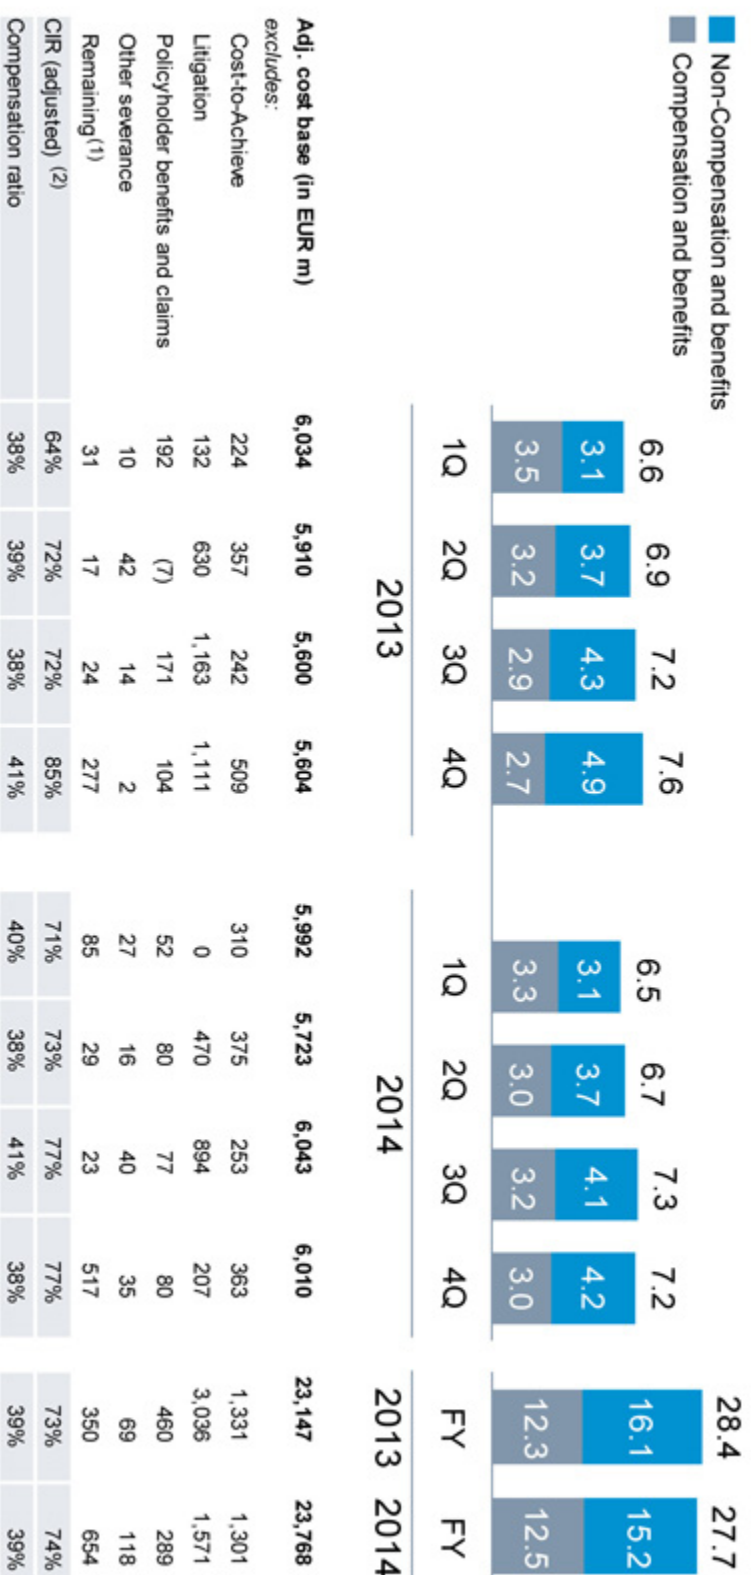 Non-Compensation and benefits
Compensation and benefits
6.6 6.9 7.2 7.6 6.5 6.7 7.3 7.2 28.4 27.7
3.1 3.7 4.3 4.9 3.1 3.7 4.1 4.2 16.1 15.2
3.5 3.2 2.9 2.7 3.3 3.0 3.2 3.0 12.3 12.5
1Q 2Q 3Q 4Q 1Q 2Q 3Q 4Q FY FY
2013 2014 2013 2014
Adj. cost base (in EUR m) 6,034 5,910 5,600 5,604 5,992 5,723 6,043 6,010 23,147 23,768
excludes:
Cost-to-Achieve 224 357 242 509 310 375 253 363 1,331 1,301
Litigation 132 630 1,163 1,111 0 470 894 207 3,036 1,571
Policyholder benefits and claims 192 (7) 171 104 52 80 77 80 460 289
Other severance 10 42 14 2 27 16 40 35 69 118
Remaining(1) 31 17 24 277 85 29 23 517 350 654
CIR (adjusted) (2) 64% 72% 72% 85% 71% 73% 77% 77% 73% 74%
Compensation ratio 38% 39% 38% 41% 40% 38% 41% 38% 39% 39%